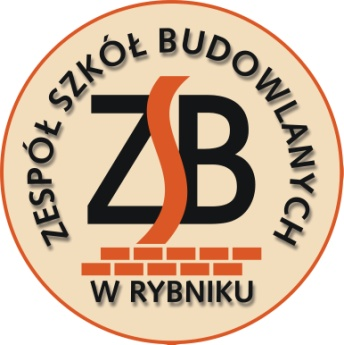 ZESPÓŁ SZKÓŁ BUDOWLANYCH
ZSB
W RYBNIKU